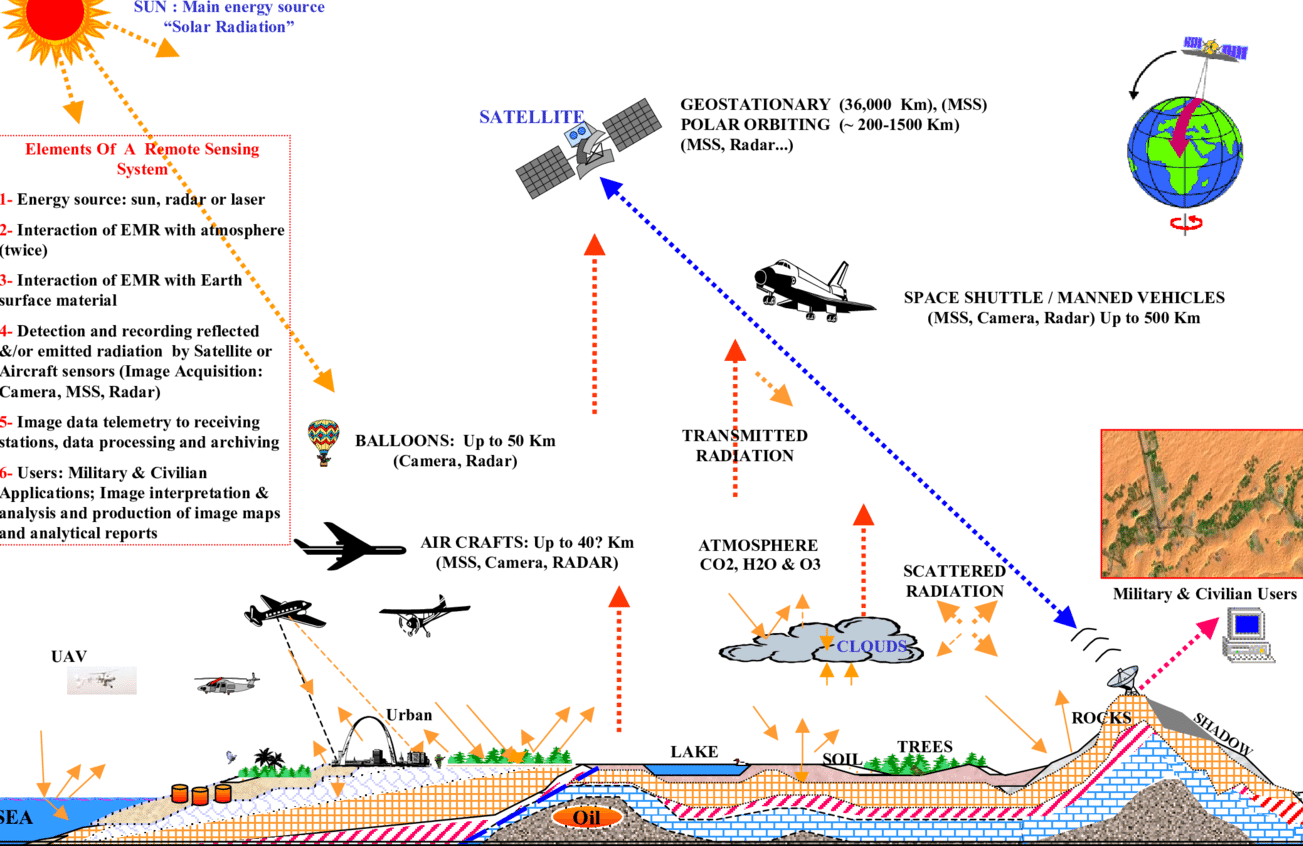 SUN : Main energy source
“Solar Radiation”
SATELLITE
GEOSTATIONARY (36,000 Km), (MSS)
POLAR ORBITING (~ 200-1500 Km)
(MSS, Radar...)
Elements Of A Remote Sensing
System
1- Energy source: sun, radar or laser
2- Interaction of EMR with atmosphere
(twice)
3- Interaction of EMR with Earth
surface material
4- Detection and recording reflected
&/or emitted radiation by Satellite or
Aircraft sensors (Image Acquisition:
Camera, MSS, Radar)
5- Image data telemetry to receiving
stations, data processing and archiving
6- Users: Military & Civilian
Applications; Image interpretation &
analysis and production of image maps
and analytical reports
SPACE SHUTTLE / MANNED VEHICLES
(MSS, Camera, Radar) Up to 500 Km
BALLOONS: Up to 50 Km
(Camera, Radar)
TRANSMITTED
RADIATION
AIR CRAFTS: Up to 40? Km
(MSS, Camera, RADAR)
ATMOSPHERE
CO2, H2O & O3
SCATTERED
RADIATION
Military & Civilian Users
CLOUDS
UAV
Urban
ROCKS
SHADOW
LAKE
SOIL
TREES
SEA
Oil